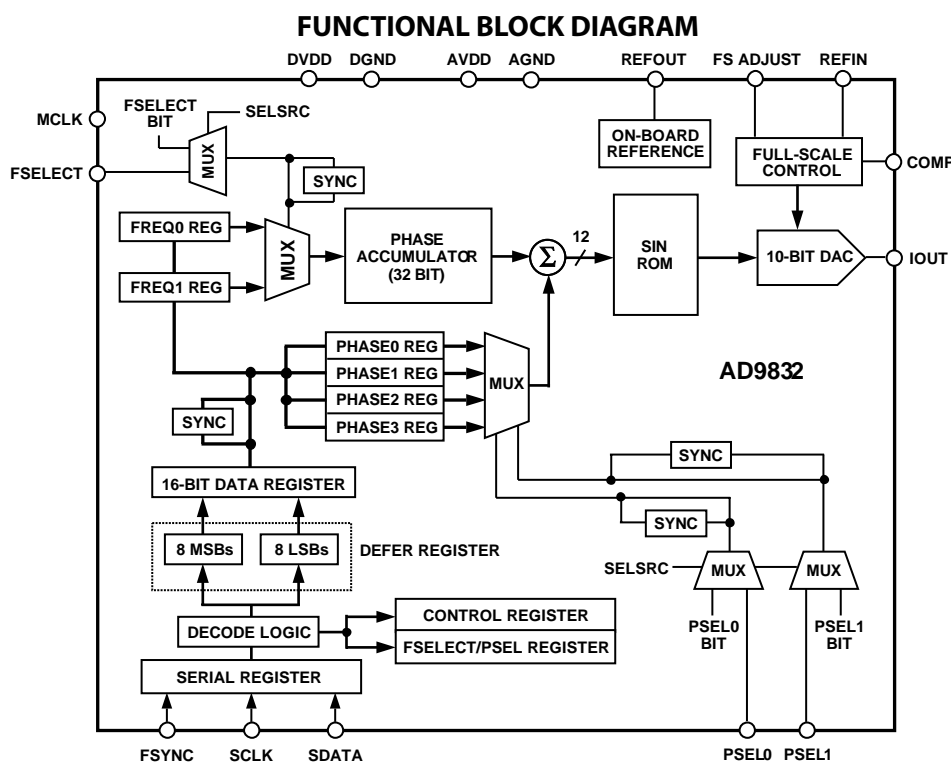 FUNCTIONAL BLOCK DIAGRAM
DVDD DGND AVDD AGND REFOUT FS ADJUST REFIN
MCLK
FSELECT
BIT
SELSRC
MUX
FSELECT
SYNC
ON-BOARD
REFERENCE
FULL-SCALE
CONTROL
COMP
FREQ0 REG
FREQ1 REG
MUX
PHASE
ACCUMULATOR
(32 BIT)
Σ
12
SIN
ROM
10-BIT DAC
IOUT
PHASE0 REG
PHASE1 REG
PHASE2 REG
PHASE3 REG
MUX
AD9832
SYNC
SYNC
16-BIT DATA REGISTER
SYNC
8 MSBs
8 LSBs
DEFER REGISTER
SELSRC
MUX
MUX
DECODE LOGIC
CONTROL REGISTER
FSELECT/PSEL REGISTER
PSEL0
BIT
PSEL1
BIT
SERIAL REGISTER
FSYNC SCLK SDATA PSEL0 PSEL1